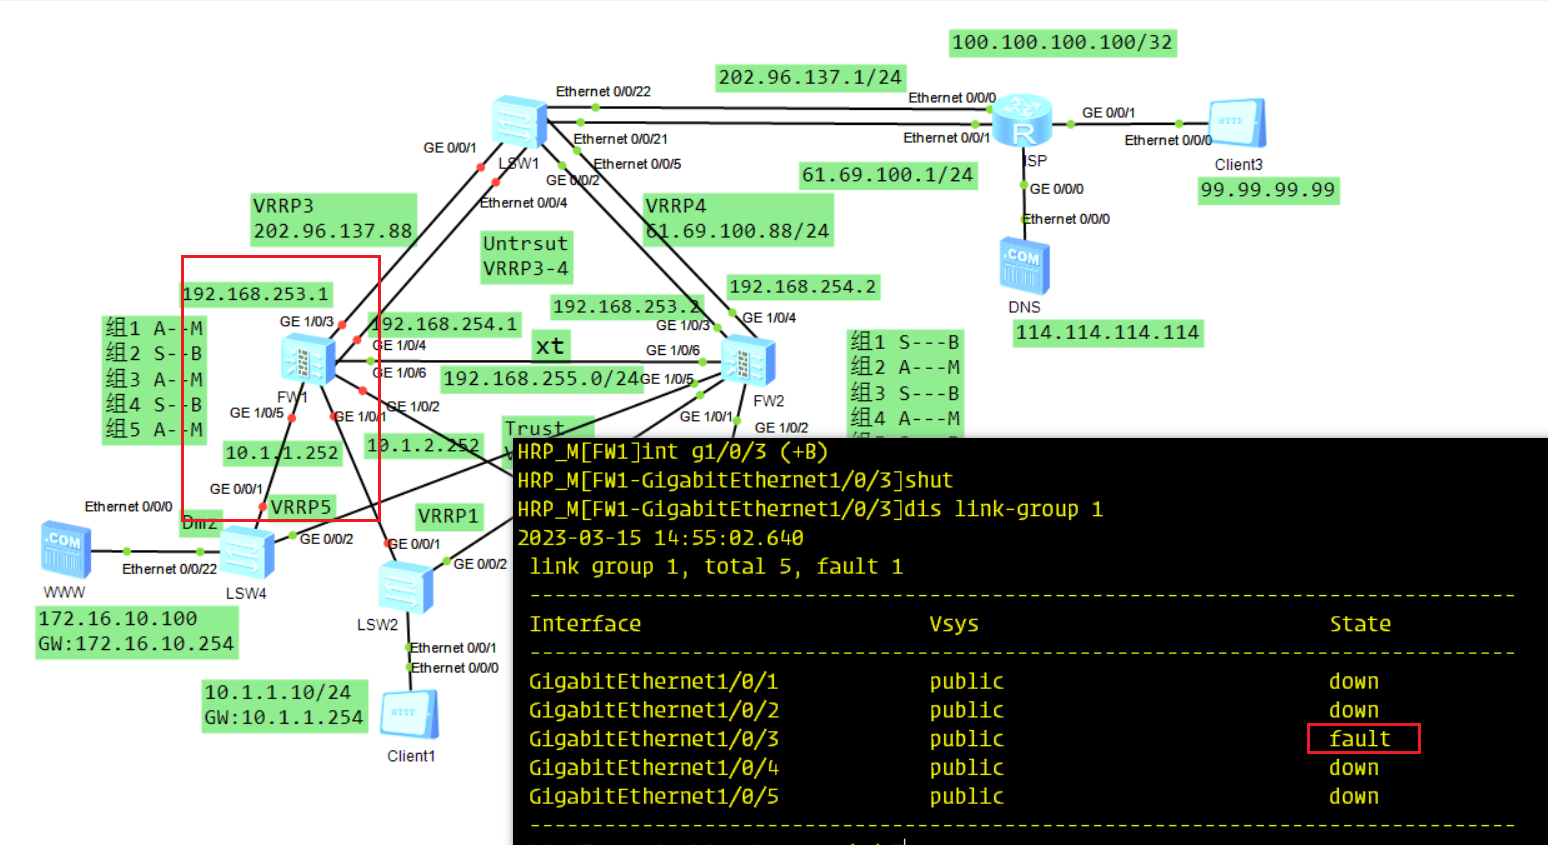 100.100.100.100/32
202.96.137.1/24
Ethernet 0/0/22
Ethernet 0/0/0
GE 0/0/1
Ethernet 0/0/21
Ethernet 0/0/1
Ethernet 0/0/0
HTTP
R
GE 0/0/1
LSW1
Ethernet 0/0/5
ISP
Client3
GE 0/0/2
61.69.100.1/24
GE 0/0/0
99.99.99.99
Ethernet 0/0/4
Ethernet 0/0/0
VRRP3
202.96.137.88
VRRP4
61.69.100.88/24
Untrsut
VRRP3-4
.COM
DNS
114.114.114.114
192.168.253.1
192.168.254.2
192.168.253.2
GE 1/0/3
192.168.254.1
GE 1/0/3
GE 1/0/4
组1 A--M
组2 S--B
组3 A--M
组4 S--B
组5 A--M
GE 1/0/4
xt
GE 1/0/6
组1 S---B
组2 A---M
组3 S---B
组4 A---M
GE 1/0/6
192.168.255.0/24
GE 1/0/5
FW1
FW2
GE 1/0/5
GE 1/0/1
GE 1/0/2
GE 1/0/1
GE 1/0/2
Trust
10.1.1.252
10.1.2.252
GE 0/0/1
Ethernet 0/0/0
VRRP5
VRRP1
Dmz
.COM
GE 0/0/2
GE 0/0/1
Ethernet 0/0/22
GE 0/0/2
WWW
LSW4
172.16.10.100
GW:172.16.10.254
LSW2
Ethernet 0/0/1
Ethernet 0/0/0
10.1.1.10/24
GW:10.1.1.254
HTTP
Client1
HRP_M[FW1]int g1/0/3 (+B)
HRP_M[FW1-GigabitEthernet1/0/3]shut
HRP_M[FW1-GigabitEthernet1/0/3]dis link-group 1
2023-03-15 14:55:02.640
link group 1, total 5, fault 1
--------------------------------------------------------------------------------
Interface Vsys State
--------------------------------------------------------------------------------
GigabitEthernet1/0/1 public down
GigabitEthernet1/0/2 public down
GigabitEthernet1/0/3 public fault
GigabitEthernet1/0/4 public down
GigabitEthernet1/0/5 public down
--------------------------------------------------------------------------------